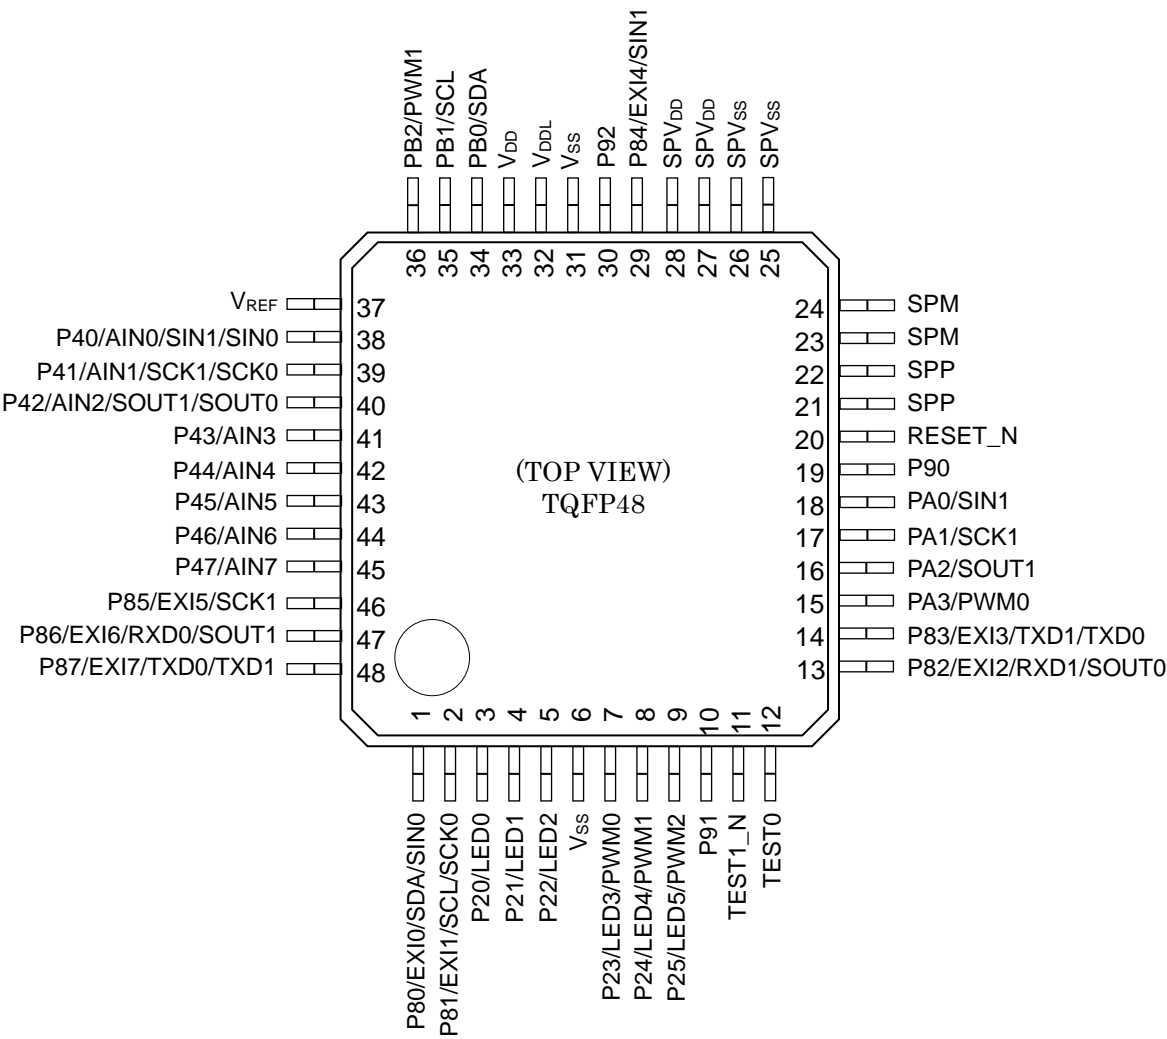 PB2/PWM1
PB1/SCL
PB0/SDA
VDD
VDDL
VSS
P92
P84/EXI4/SIN1
SPVDD
SPVDD
SPVSS
SPVSS
36
35
34
33
32
31
30
29
28
27
26
25
VREF 37
P40/AIN0/SIN1/SIN0 38
P41/AIN1/SCK1/SCK0 39
P42/AIN2/SOUT1/SOUT0 40
P43/AIN3 41
P44/AIN4 42
P45/AIN5 43
P46/AIN6 44
P47/AIN7 45
P85/EXI5/SCK1 46
P86/EXI6/RXD0/SOUT1 47
P87/EXI7/TXD0/TXD1 48
(TOP VIEW)
TQFP48
24 SPM
23 SPM
22 SPP
21 SPP
20 RESET_N
19 P90
18 PA0/SIN1
17 PA1/SCK1
16 PA2/SOUT1
15 PA3/PWM0
14 P83/EXI3/TXD1/TXD0
13 P82/EXI2/RXD1/SOUT0
1
2
3
4
5
6
7
8
9
10
11
12
P80/EXI0/SDA/SIN0
P81/EXI1/SCL/SCK0
P20/LED0
P21/LED1
P22/LED2
VSS
P23/LED3/PWM0
P24/LED4/PWM1
P25/LED5/PWM2
P91
TEST1_N
TEST0